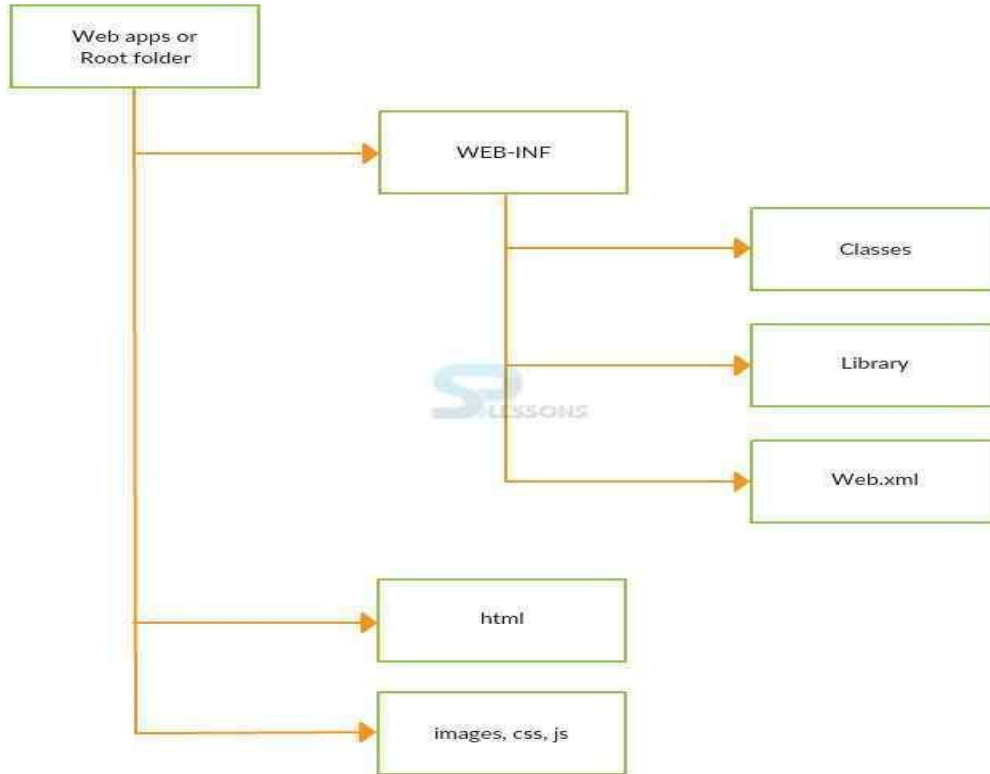 Web apps or
Root folder
WEB-INF
Classes
Library
SP LESSONS
Web.xml
html
images, css, js